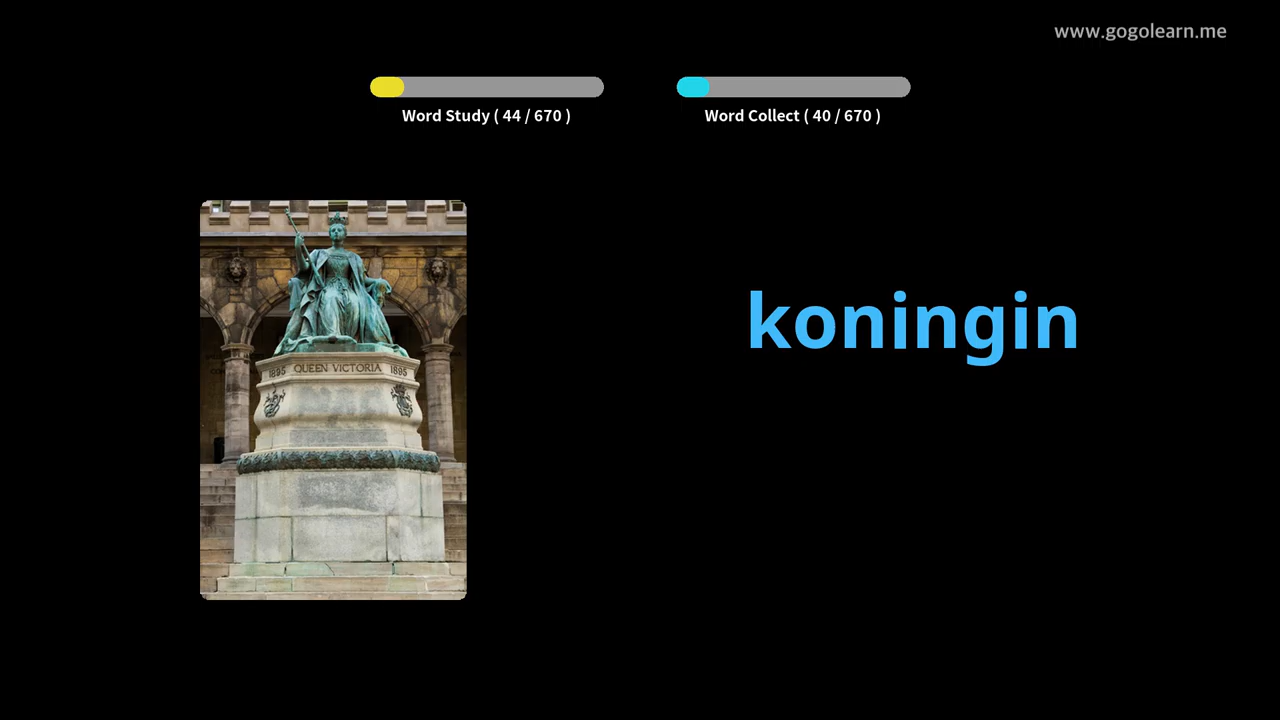 www.gogolearn.me
Word Study ( 44 / 670 )
Word Collect ( 40 / 670 )
koningin
1895 QUEEN VICTORIA 1895